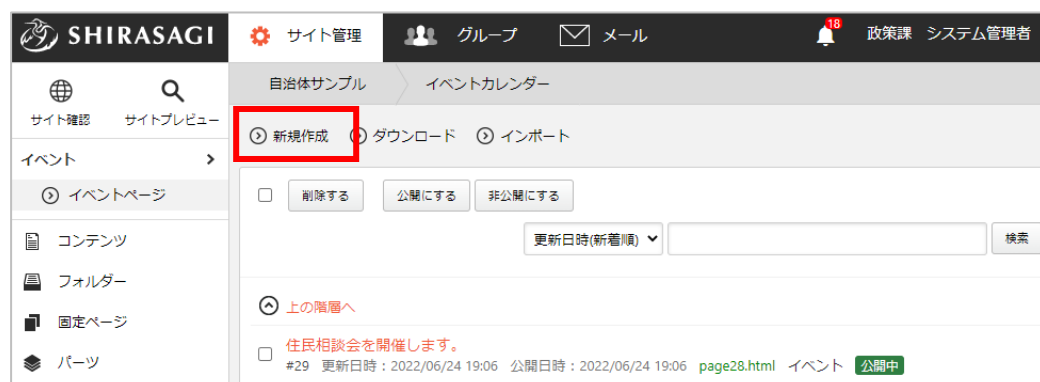 SHIRASAGI サイト管理 グループ メール 18 政策課 システム管理者
自治体サンプル イベントカレンダー
サイト確認 サイトプレビュー
新規作成 ダウンロード インポート
イベント
イベントページ
削除する 公開にする 非公開にする
コンテンツ
更新日時(新着順) 検索
フォルダー
上の階層へ
固定ページ
住民相談会を開催します。
パーツ
#29 更新日時：2022/06/24 19:06 公開日時：2022/06/24 19:06 page28.html イベント 公開中